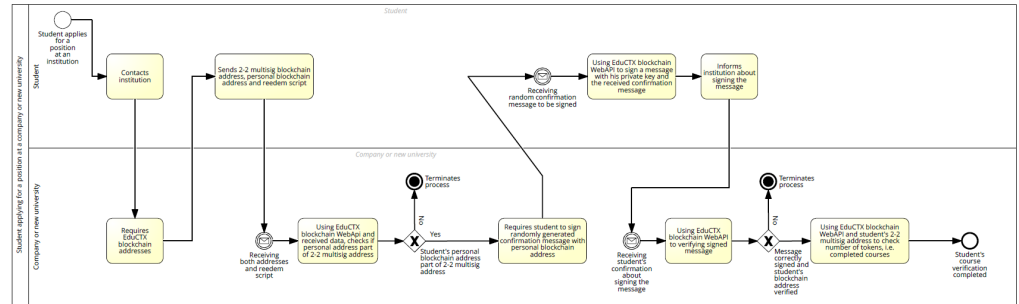 Student applying for a position at a company or new university
Student
Student
Student applies
for a
position
at an
institution
Contacts
institution
Sends 2-2 multisig blockchain
address, personal blockchain
address and reedem script
Receiving
random confirmation
message to be signed
Using EduCTX blockchain
WebAPI to sign a message
with his private key and
the received confirmation
message
Informs
institution about
signing the
message
Company or new university
Company or new university
Requires
EduCTX
blockchain
addresses
Receiving
both addresses
and reedem
script
Using EduCTX
blockchain WebApi and
received data, checks if
personal address part
of 2-2 multisig address
Terminates
process
No
Yes
Student's personal
blockchain address
part of 2-2 multisig
address
Requires student to sign
randomly generated
confirmation message with
personal blockchain
address
Receiving
student's
confirmation
about
signing the
message
Using EduCTX
blockchain WebAPI
to verifying signed
message
Terminates
process
No
Message
correctly
signed and
student's
blockchain
address
verified
Using EduCTX blockchain
WebAPI and student's 2-2
multisig address to check
number of tokens, i.e.
completed courses
Student's
course
verification
completed